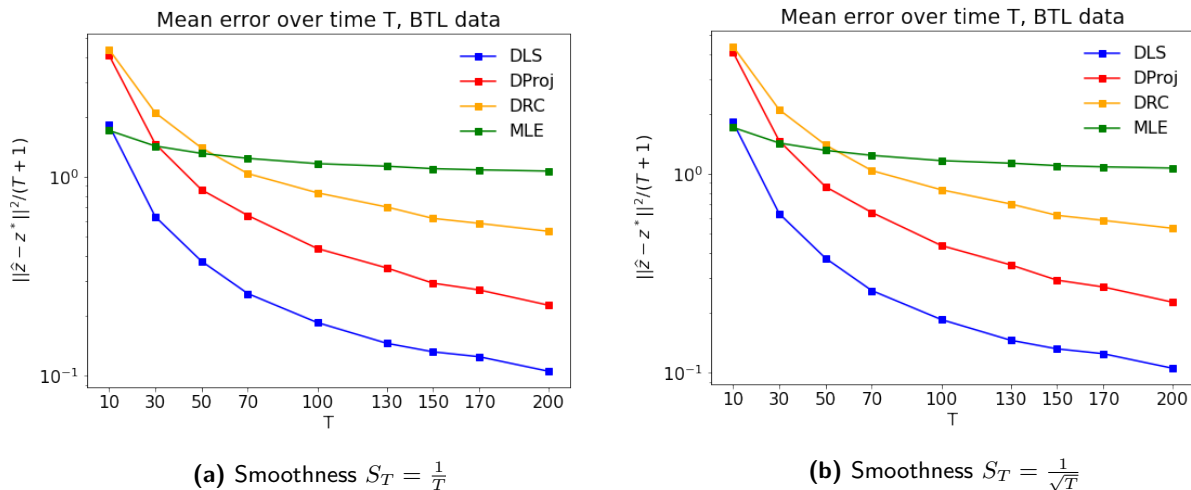 Mean error over time T, BTL data
||ẑ − z*||²/(T + 1)
10⁰
10⁻¹
DLS
DProj
DRC
MLE
10 30 50 70 100 130 150 170 200
T
(a) Smoothness S_T = 1/T
Mean error over time T, BTL data
||ẑ − z*||²/(T + 1)
10⁰
10⁻¹
DLS
DProj
DRC
MLE
10 30 50 70 100 130 150 170 200
T
(b) Smoothness S_T = 1/√T